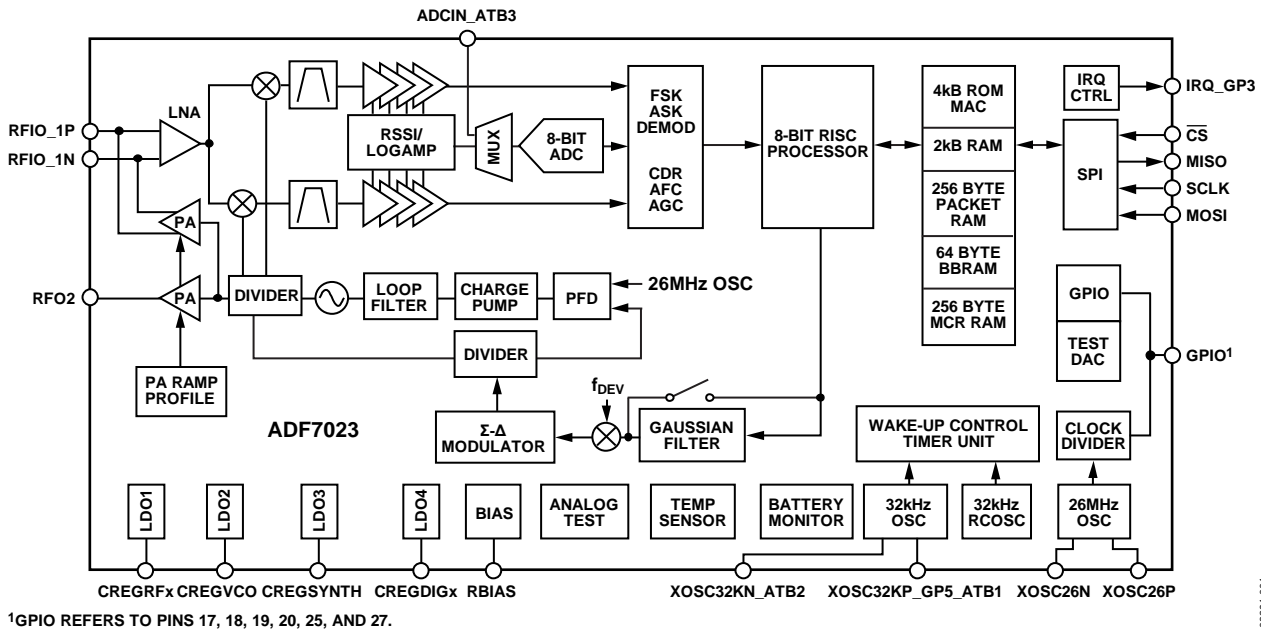 ADCIN_ATB3
LNA
RFIO_1P
RFIO_1N
RFO2
PA
PA
PA RAMP
PROFILE
RSSI/
LOGAMP
MUX
8-BIT
ADC
FSK
ASK
DEMOD
CDR
AFC
AGC
8-BIT RISC
PROCESSOR
4kB ROM
MAC
2kB RAM
256 BYTE
PACKET
RAM
64 BYTE
BBRAM
256 BYTE
MCR RAM
IRQ
CTRL
SPI
IRQ_GP3
CS
MISO
SCLK
MOSI
DIVIDER
LOOP
FILTER
CHARGE
PUMP
PFD
26MHz OSC
DIVIDER
GPIO
TEST
DAC
GPIO1
fDEV
ADF7023
Σ-Δ
MODULATOR
GAUSSIAN
FILTER
WAKE-UP CONTROL
TIMER UNIT
CLOCK
DIVIDER
LDO1
LDO2
LDO3
LDO4
BIAS
ANALOG
TEST
TEMP
SENSOR
BATTERY
MONITOR
32kHz
OSC
32kHz
RCOSC
26MHz
OSC
CREGRFx
CREGVCO
CREGSYNTH
CREGDIGx
RBIAS
XOSC32KN_ATB2
XOSC32KP_GP5_ATB1
XOSC26N
XOSC26P
1GPIO REFERS TO PINS 17, 18, 19, 20, 25, AND 27.